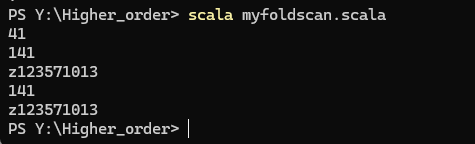 PS Y:\Higher_order> scala myfoldscan.scala
41
141
z123571013
141
z123571013
PS Y:\Higher_order>